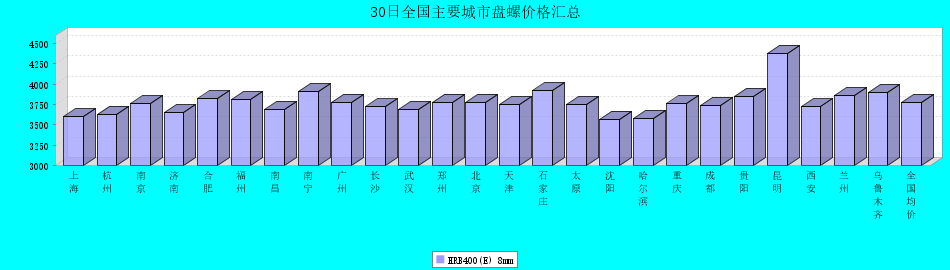 30日全国主要城市盘螺价格汇总
4500
4250
4000
3750
3500
3250
3000
上海 杭州 南京 济南 合肥 福州 南昌 南宁 广州 长沙 武汉 郑州 北京 天津 石家庄 太原 沈阳 哈尔滨 重庆 成都 贵阳 昆明 西安 兰州 乌鲁木齐 全国均价
HRB400(E) 8mm